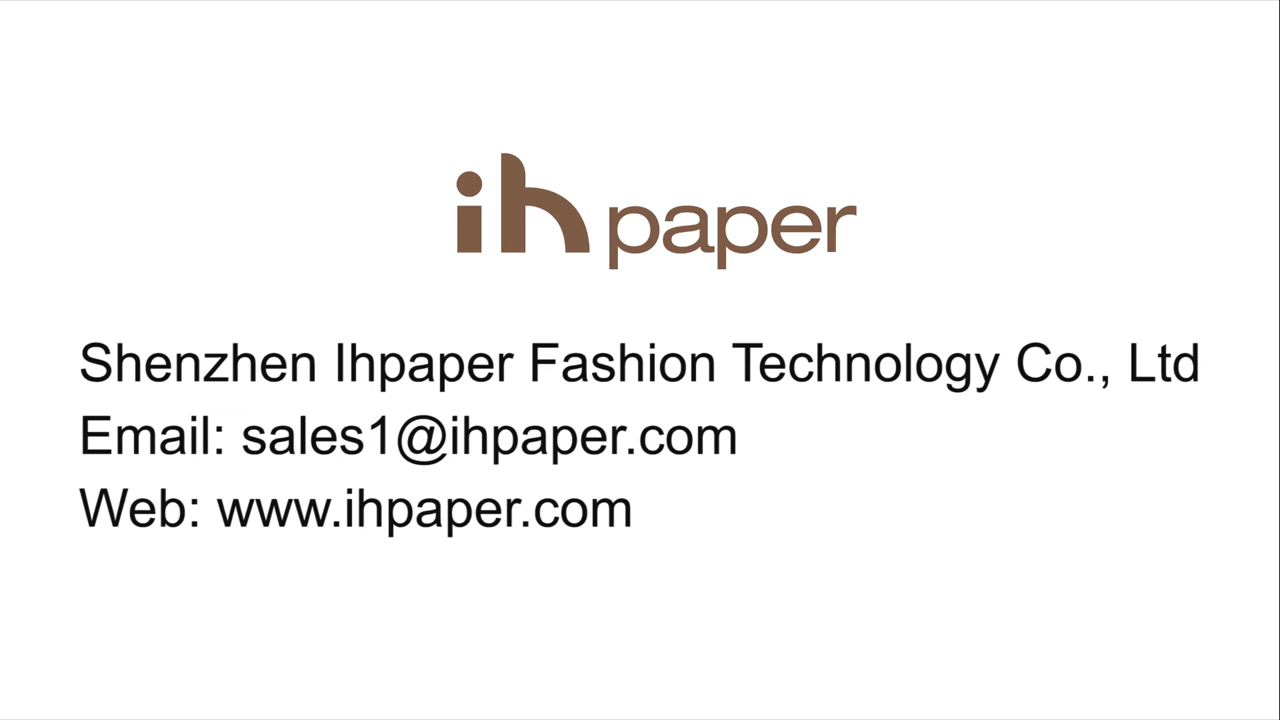 ih paper
Shenzhen Ihpaper Fashion Technology Co., Ltd
Email: sales1@ihpaper.com
Web: www.ihpaper.com